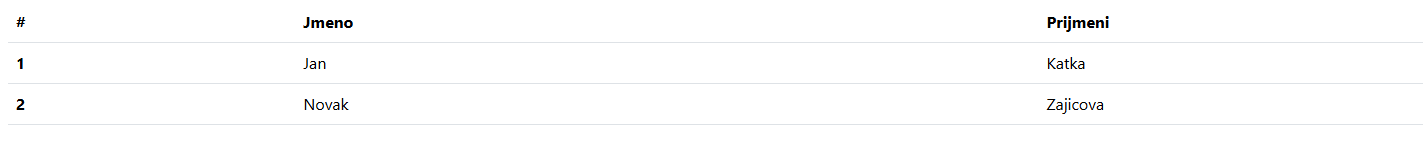 # Jmeno Prijmeni
1 Jan Katka
2 Novak Zajicova